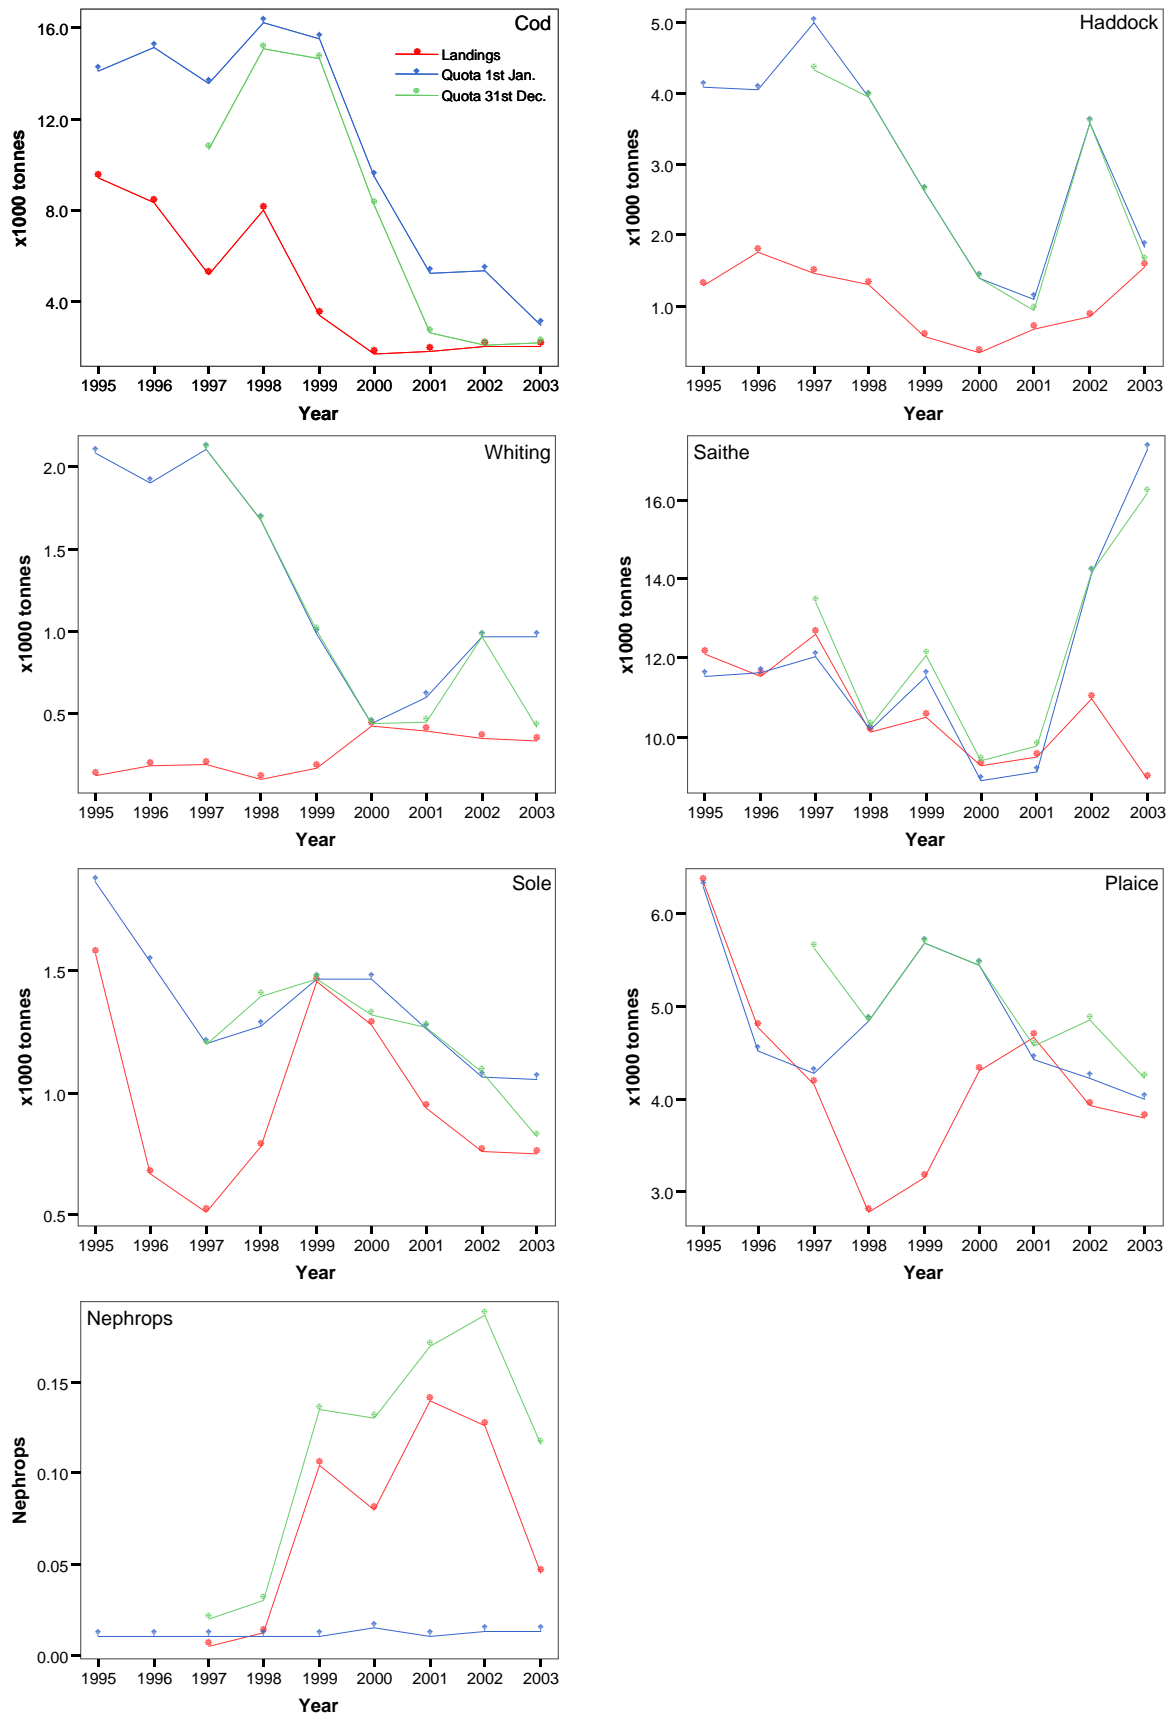 Cod
Landings
Quota 1st Jan.
Quota 31st Dec.
x1000 tonnes
16.0
12.0
8.0
4.0
1995 1996 1997 1998 1999 2000 2001 2002 2003
Year
Haddock
x1000 tonnes
5.0
4.0
3.0
2.0
1.0
1995 1996 1997 1998 1999 2000 2001 2002 2003
Year
Whiting
x1000 tonnes
2.0
1.5
1.0
0.5
1995 1996 1997 1998 1999 2000 2001 2002 2003
Year
Saithe
x1000 tonnes
16.0
14.0
12.0
10.0
1995 1996 1997 1998 1999 2000 2001 2002 2003
Year
Sole
x1000 tonnes
1.5
1.0
0.5
1995 1996 1997 1998 1999 2000 2001 2002 2003
Year
Plaice
x1000 tonnes
6.0
5.0
4.0
3.0
1995 1996 1997 1998 1999 2000 2001 2002 2003
Year
Nephrops
Nephrops
0.15
0.10
0.05
0.00
1995 1996 1997 1998 1999 2000 2001 2002 2003
Year